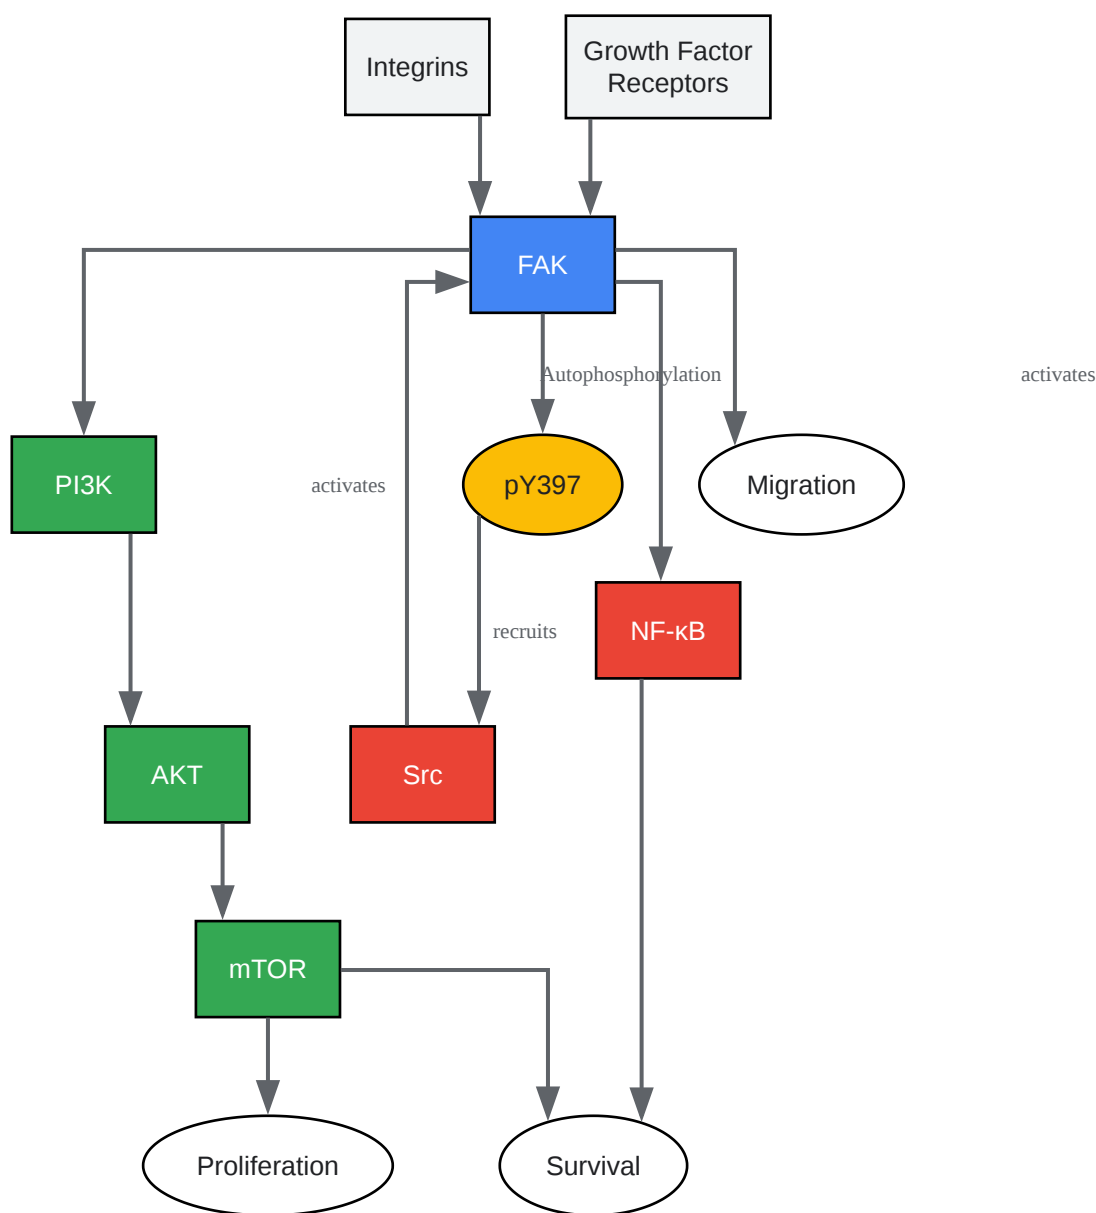 Integrins
Growth Factor
Receptors
FAK
Autophosphorylation
activates
PI3K
activates
pY397
Migration
recruits
NF-κB
AKT
Src
mTOR
Proliferation
Survival